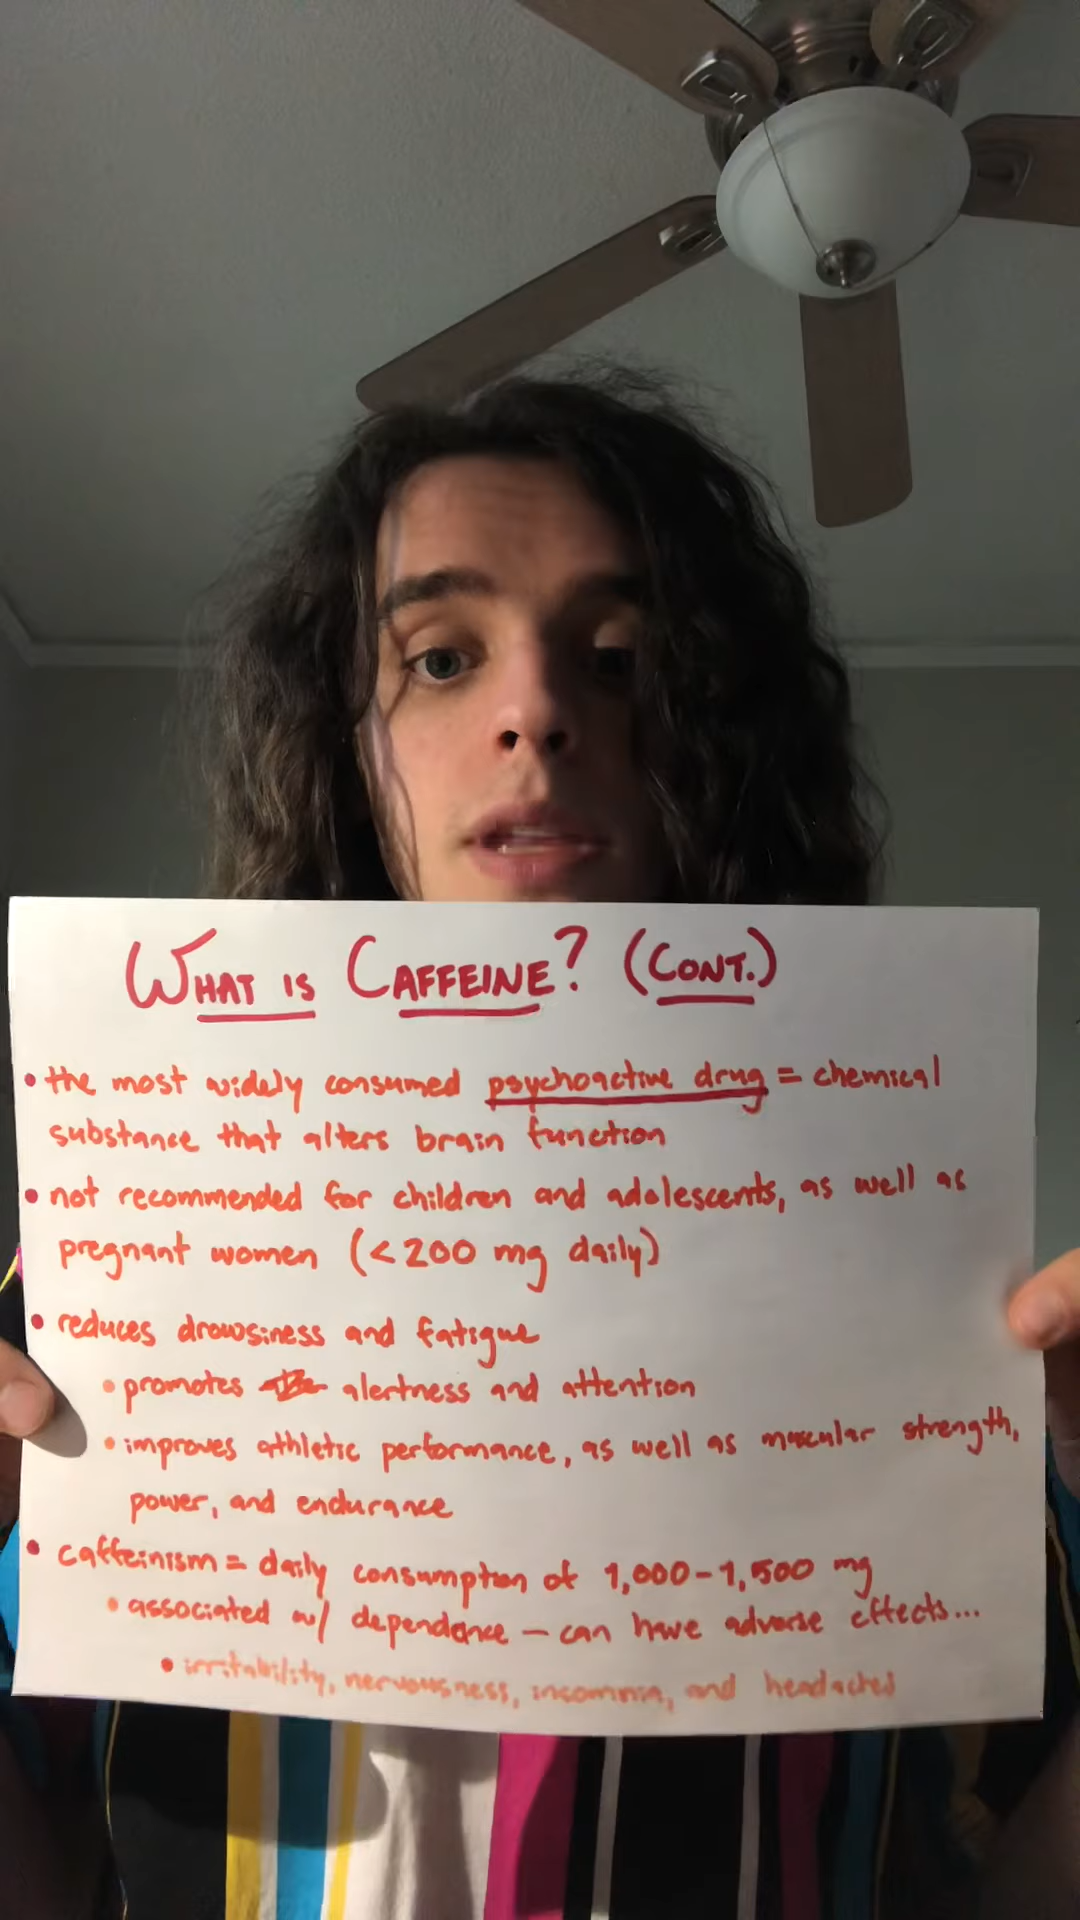 WHAT IS CAFFEINE? (CONT.)
• the most widely consumed psychoactive drug = chemical
substance that alters brain function
• not recommended for children and adolescents, as well as
pregnant women (<200 mg daily)
• reduces drowsiness and fatigue
• promotes alertness and attention
• improves athletic performance, as well as muscular strength,
power, and endurance
• caffeinism = daily consumption of 1,000-1,500 mg
• associated w/ dependence — can have adverse effects...
• irritability, nervousness, insomnia, and headaches